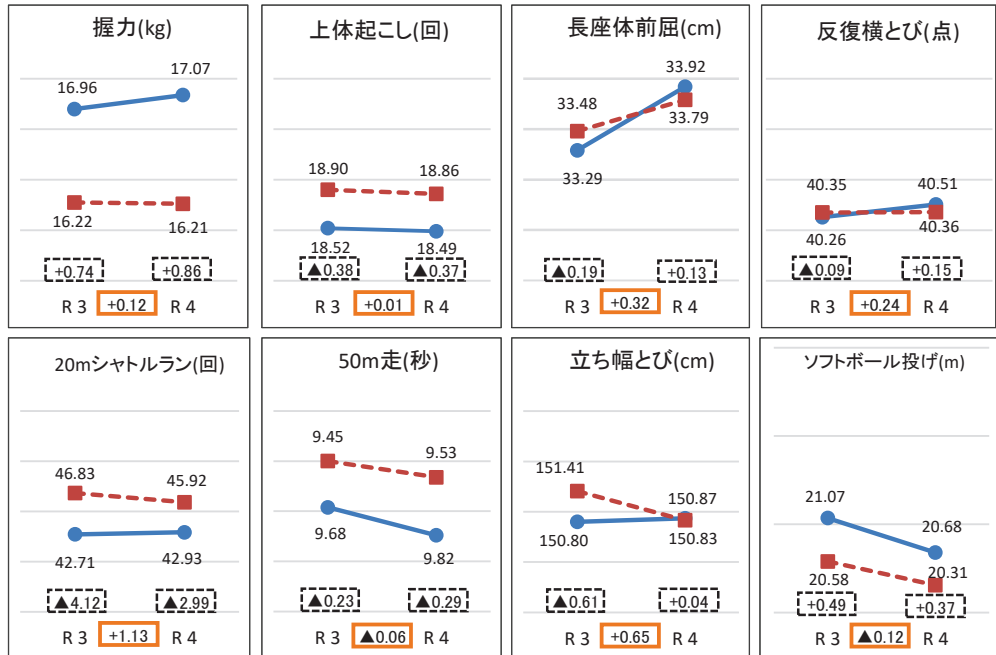 握力(kg)
16.96
17.07
16.22
16.21
+0.74
+0.86
R 3
+0.12
R 4
上体起こし(回)
18.90
18.86
18.52
18.49
▲0.38
▲0.37
R 3
+0.01
R 4
長座体前屈(cm)
33.92
33.48
33.79
33.29
▲0.19
+0.13
R 3
+0.32
R 4
反復横とび(点)
40.35
40.51
40.26
40.36
▲0.09
+0.15
R 3
+0.24
R 4
20mシャトルラン(回)
46.83
45.92
42.71
42.93
▲4.12
▲2.99
R 3
+1.13
R 4
50m走(秒)
9.45
9.53
9.68
9.82
▲0.23
▲0.29
R 3
▲0.06
R 4
立ち幅とび(cm)
151.41
150.87
150.80
150.83
▲0.61
+0.04
R 3
+0.65
R 4
ソフトボール投げ(m)
21.07
20.68
20.58
20.31
+0.49
+0.37
R 3
▲0.12
R 4